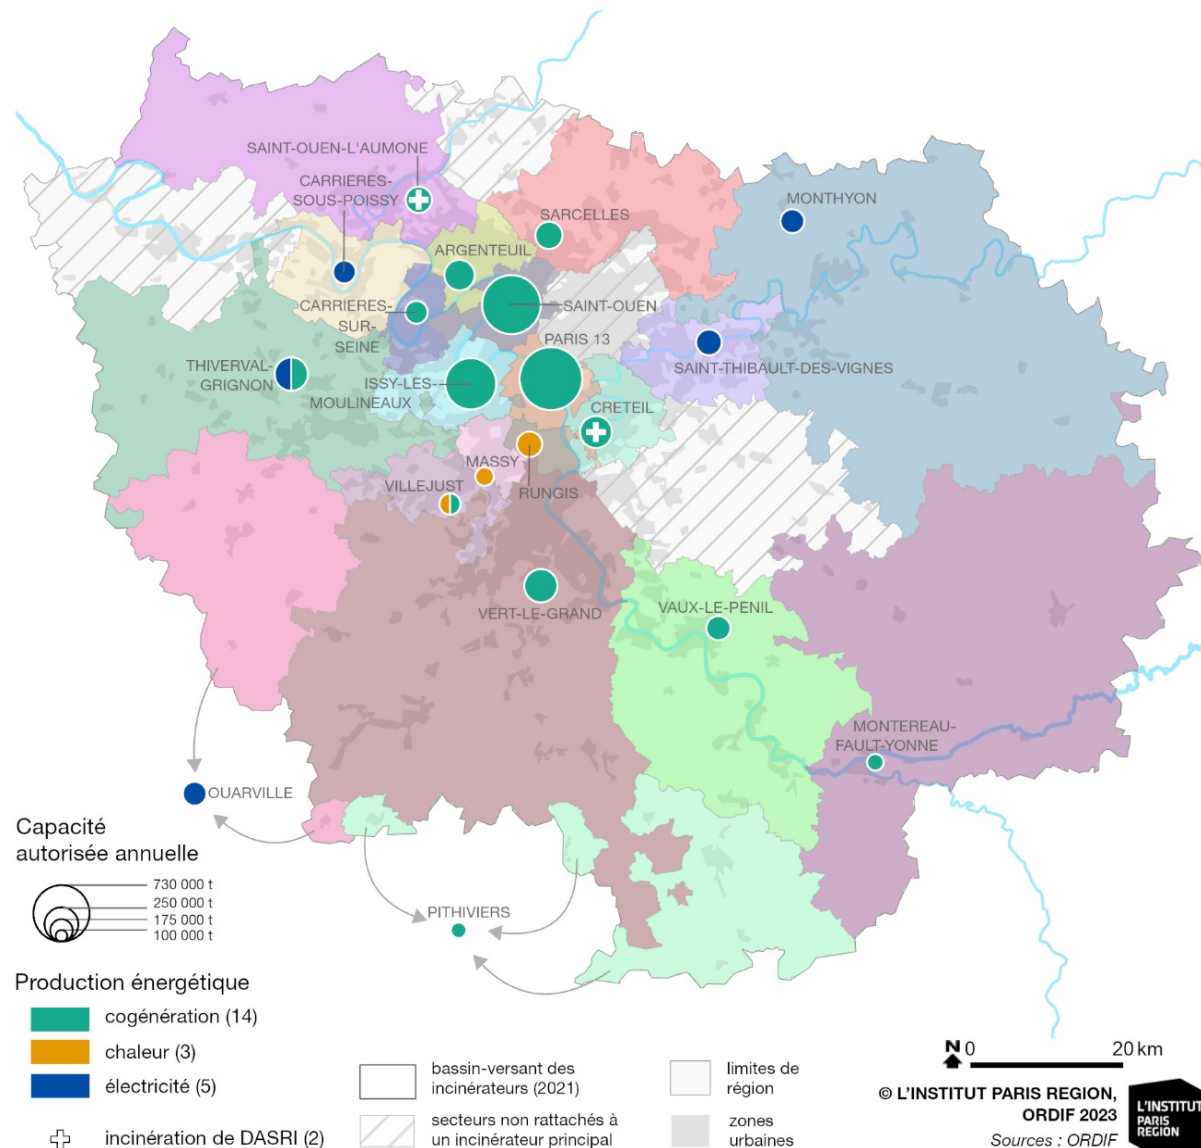 SAINT-OUEN-L'AUMONE
CARRIERES-
SOUS-POISSY
MONTHYON
SARCELLES
ARGENTEUIL
SAINT-OUEN
CARRIERES-
SUR-
SEINE
PARIS 13
THIVERVAL-
GRIGNON
ISSY-LES-
MOULINEAUX
SAINT-THIBAULT-DES-VIGNES
CRETEIL
MASSY
RUNGIS
VILLEJUST
VERT-LE-GRAND
VAUX-LE-PENIL
MONTEREAU-
FAULT-YONNE
OUARVILLE
PITHIVIERS
Capacité
autorisée annuelle
730 000 t
250 000 t
175 000 t
100 000 t
Production énergétique
cogénération (14)
chaleur (3)
électricité (5)
incinération de DASRI (2)
bassin-versant des
incinérateurs (2021)
secteurs non rattachés à
un incinérateur principal
limites de
région
zones
urbaines
N 0 20 km
© L'INSTITUT PARIS REGION,
ORDIF 2023
Sources : ORDIF
L'INSTITUT
PARIS
REGION